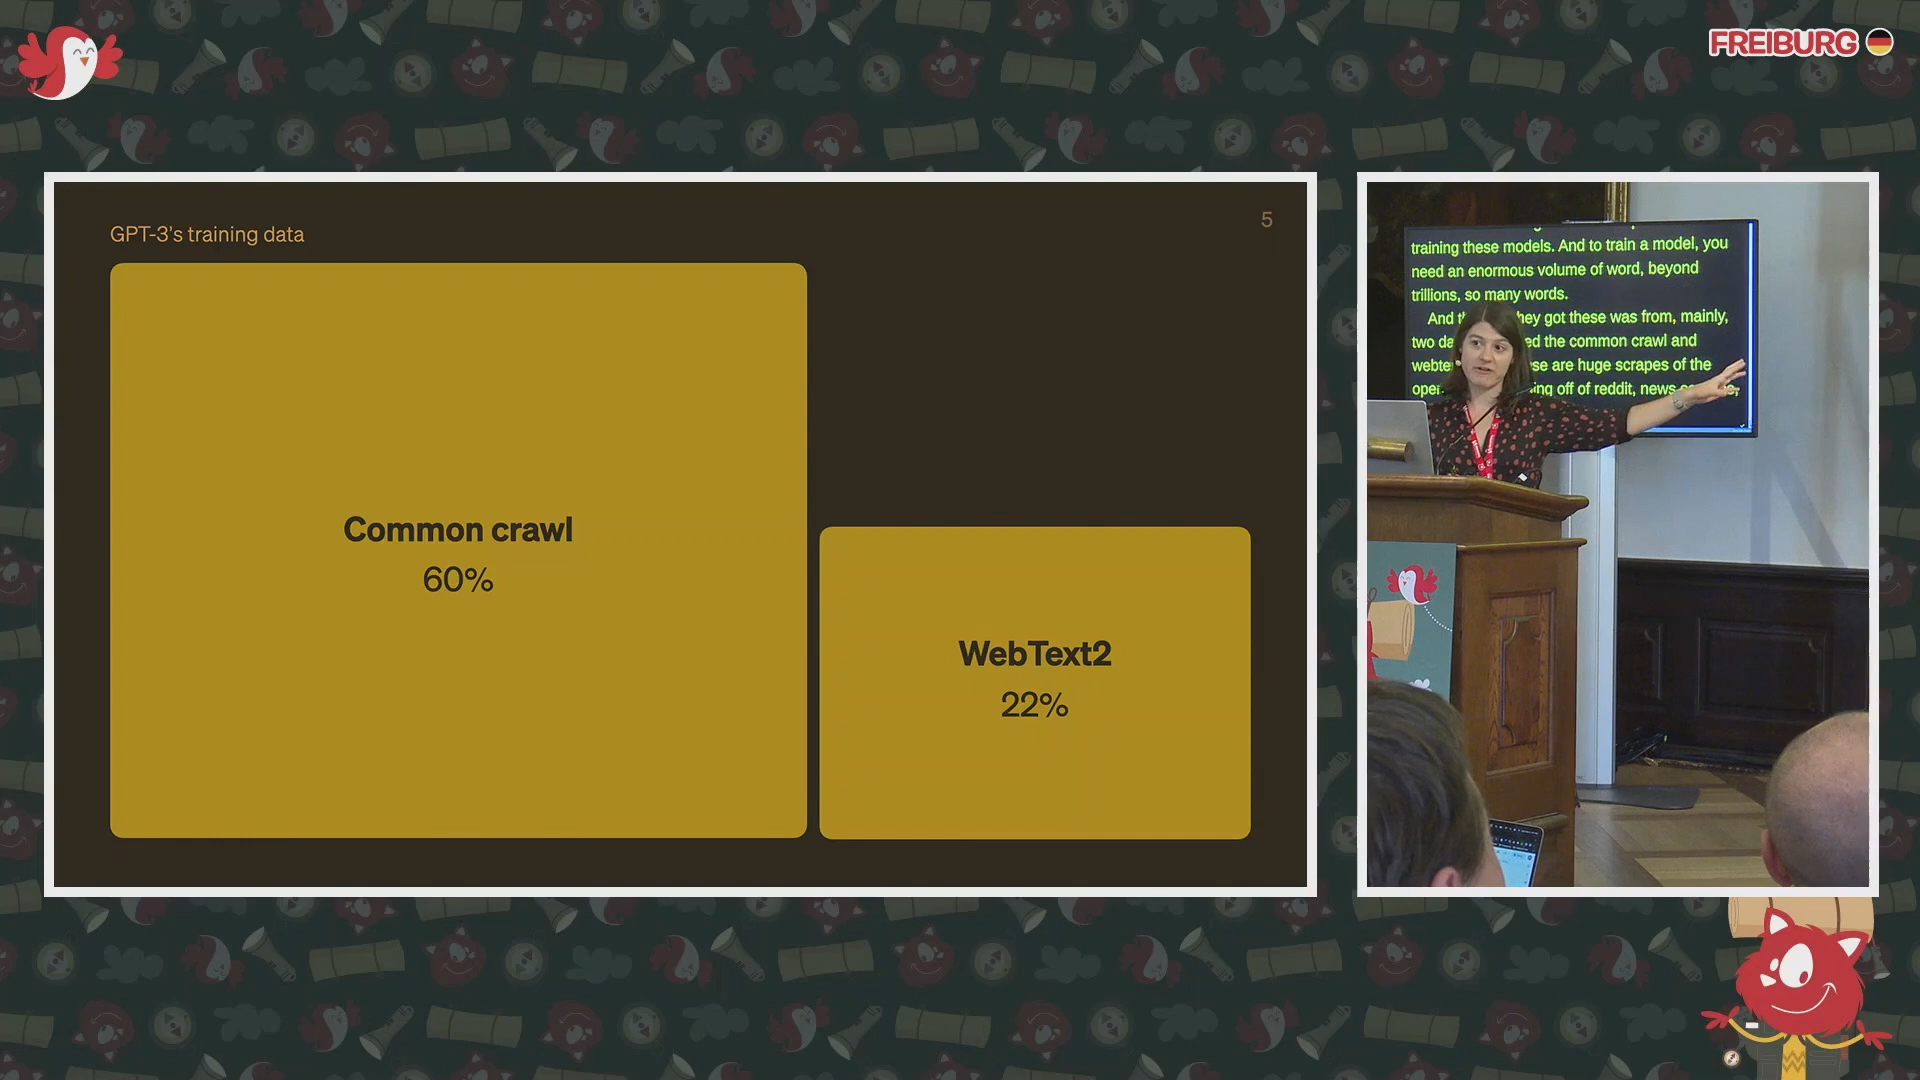 FREIBURG
GPT-3's training data
5
Common crawl
60%
WebText2
22%
training these models. And to train a model, you
need an enormous volume of word, beyond
trillions, so many words.
And hey got these was from, mainly,
two ed the common crawl and
se are huge scrapes of the
off of reddit, news